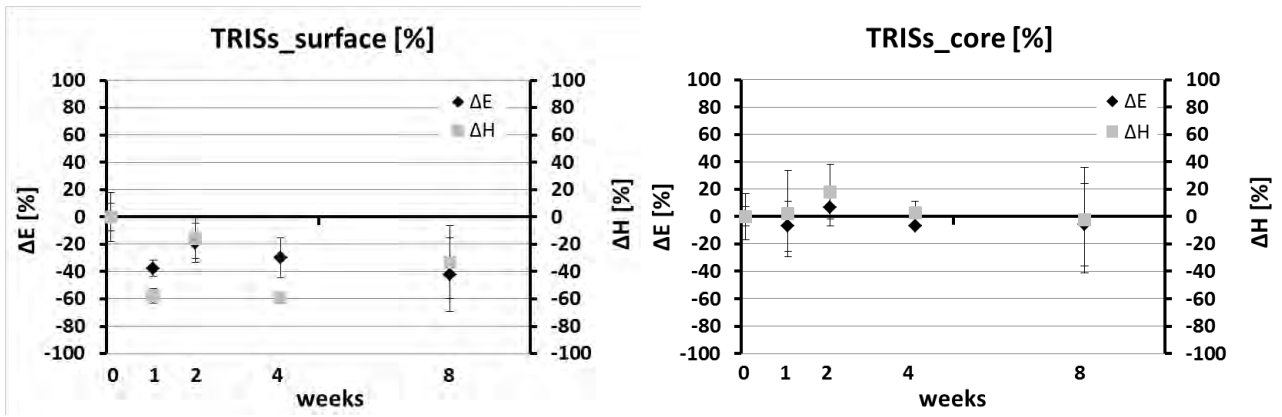 TRISs_surface [%]
100 100
80 ◆ ΔE 80
60 ■ ΔH 60
40 40
20 20
0 0
-20 -20
-40 -40
-60 -60
-80 -80
-100 -100
ΔE [%]
ΔH [%]
0 1 2 4 8
weeks
TRISs_core [%]
100 100
80 ◆ ΔE 80
60 ■ ΔH 60
40 40
20 20
0 0
-20 -20
-40 -40
-60 -60
-80 -80
-100 -100
ΔE [%]
ΔH [%]
0 1 2 4 8
weeks